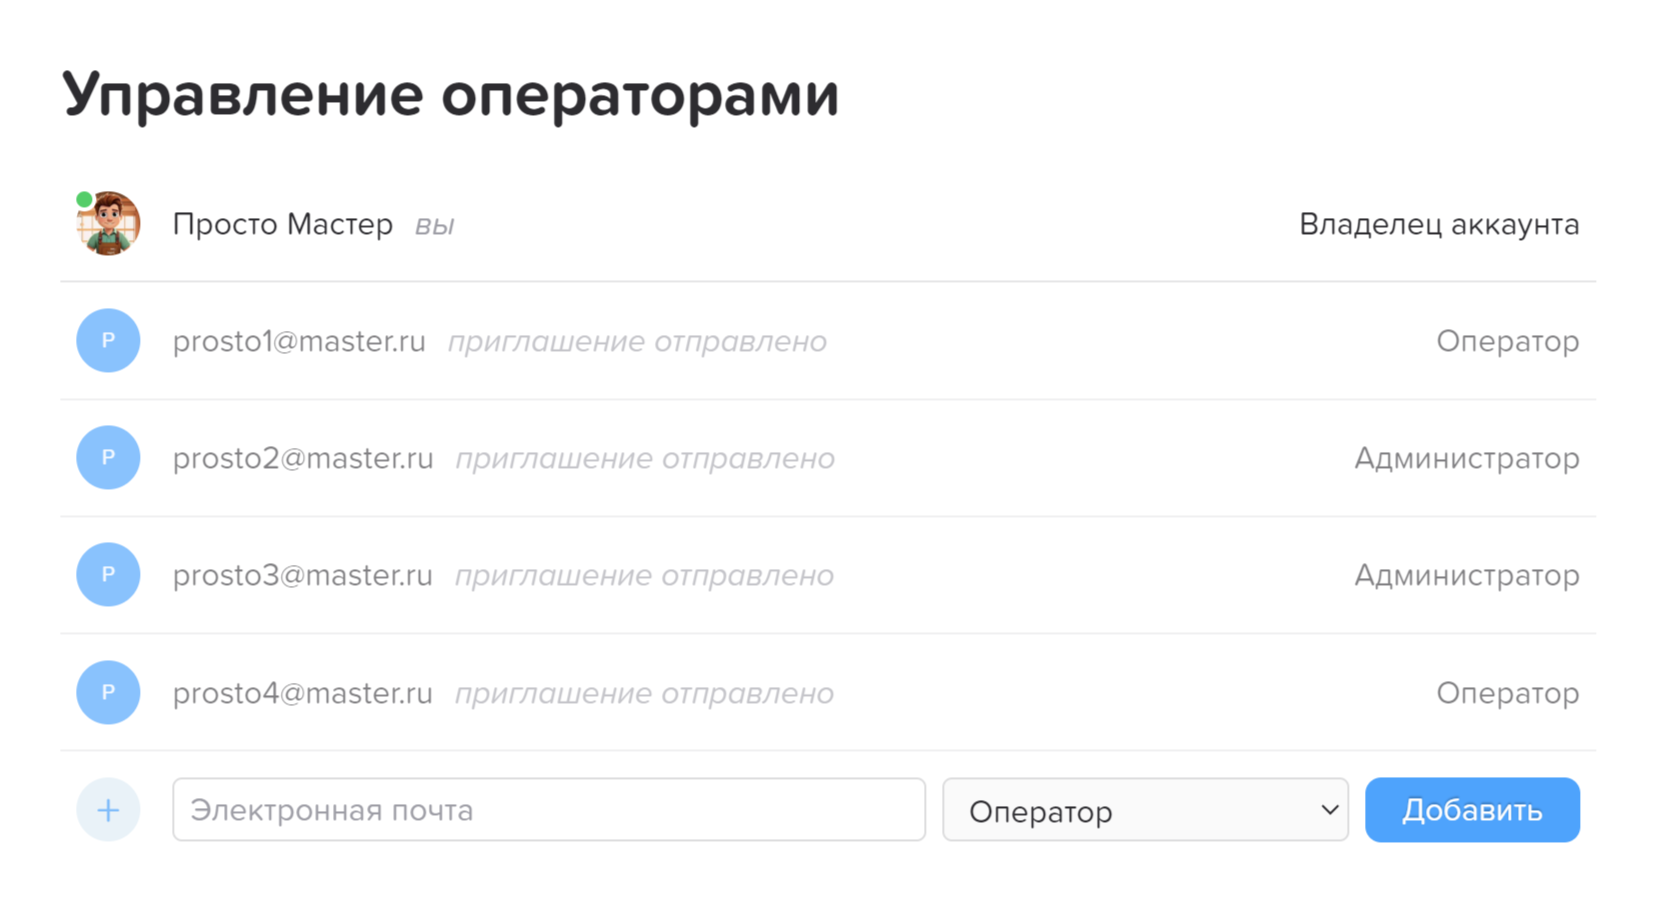 Управление операторами
Просто Мастер вы Владелец аккаунта
P prosto1@master.ru приглашение отправлено Оператор
P prosto2@master.ru приглашение отправлено Администратор
P prosto3@master.ru приглашение отправлено Администратор
P prosto4@master.ru приглашение отправлено Оператор
+ Электронная почта Оператор Добавить